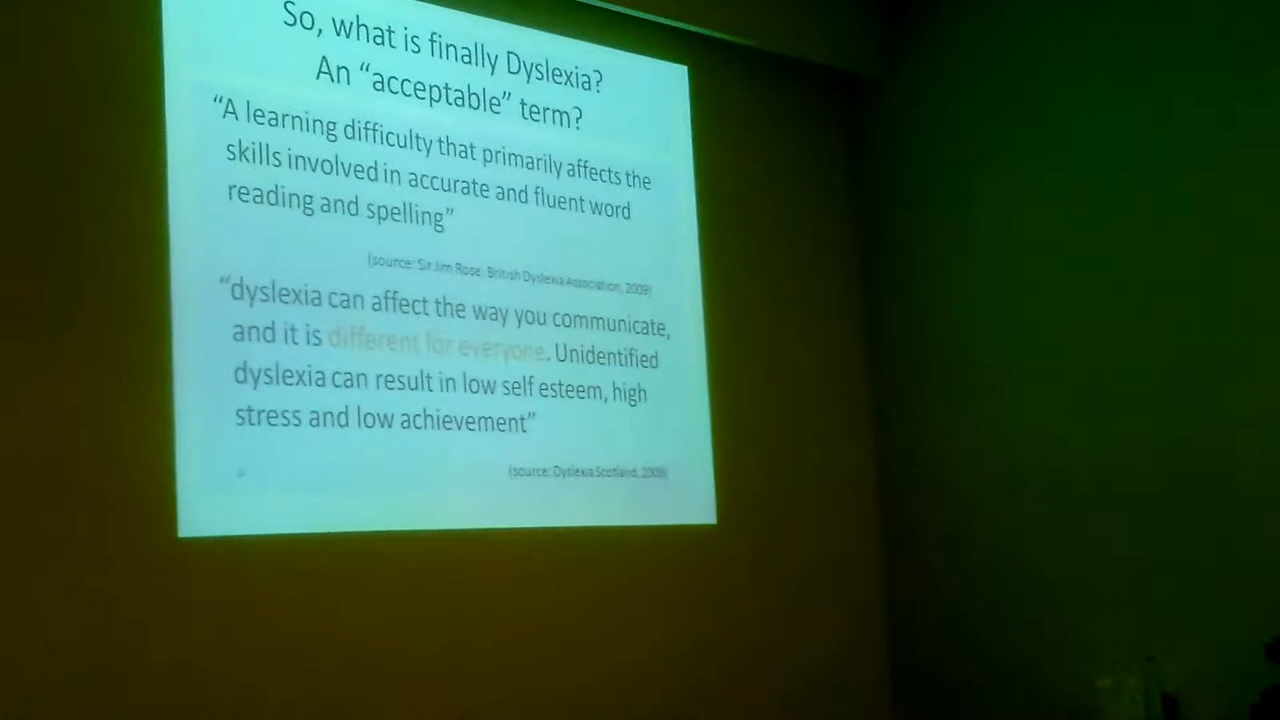 So, what is finally Dyslexia?
An “acceptable” term?
“A learning difficulty that primarily affects the
skills involved in accurate and fluent word
reading and spelling”
(source: Sir Jim Rose, British Dyslexia Association, 2009)
“dyslexia can affect the way you communicate,
and it is different for everyone. Unidentified
dyslexia can result in low self esteem, high
stress and low achievement”
(source: Dyslexia Scotland, 2009)